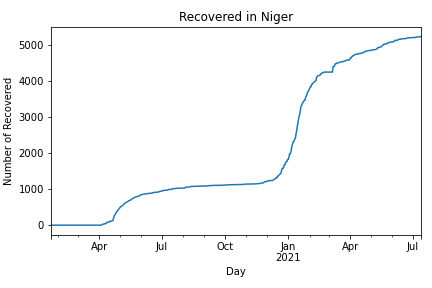 Recovered in Niger
Number of Recovered
5000
4000
3000
2000
1000
0
Apr
Jul
Oct
Jan
2021
Apr
Jul
Day